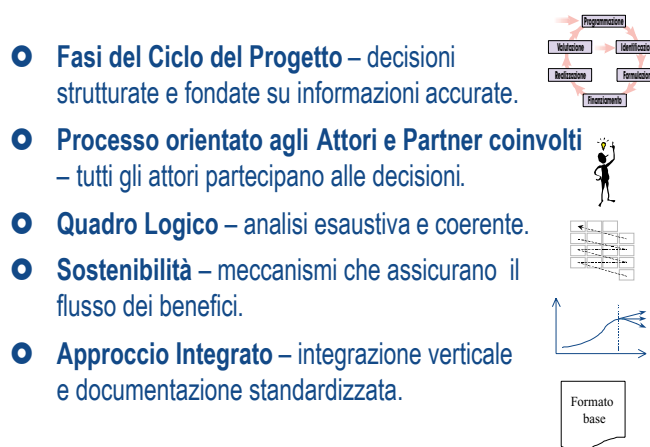 Programmazione
Valutazione
Identificazio
Realizzazione
Formulazion
Finanziamento
Fasi del Ciclo del Progetto – decisioni
strutturate e fondate su informazioni accurate.
Processo orientato agli Attori e Partner coinvolti
– tutti gli attori partecipano alle decisioni.
Quadro Logico – analisi esaustiva e coerente.
Sostenibilità – meccanismi che assicurano il
flusso dei benefici.
Approccio Integrato – integrazione verticale
e documentazione standardizzata.
Formato
base